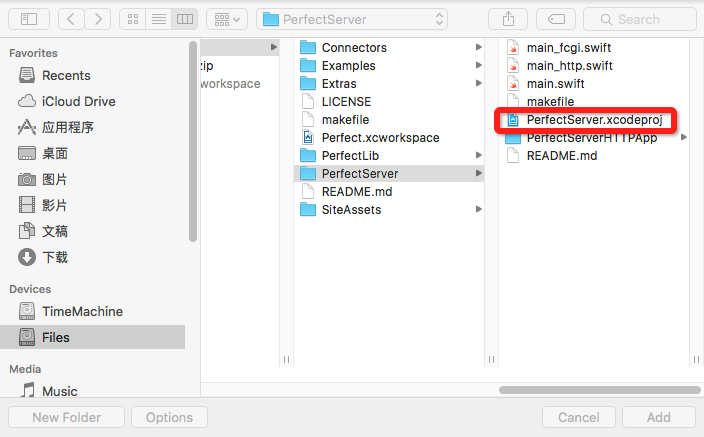 PerfectServer
Search
Favorites
Recents
iCloud Drive
应用程序
桌面
图片
影片
文稿
下载
Devices
TimeMachine
Files
Media
Music
zip
workspace
Connectors
Examples
Extras
LICENSE
makefile
Perfect.xcworkspace
PerfectLib
PerfectServer
README.md
SiteAssets
main_fcgi.swift
main_http.swift
main.swift
makefile
PerfectServer.xcodeproj
PerfectServerHTTPApp
README.md
New Folder
Options
Cancel
Add